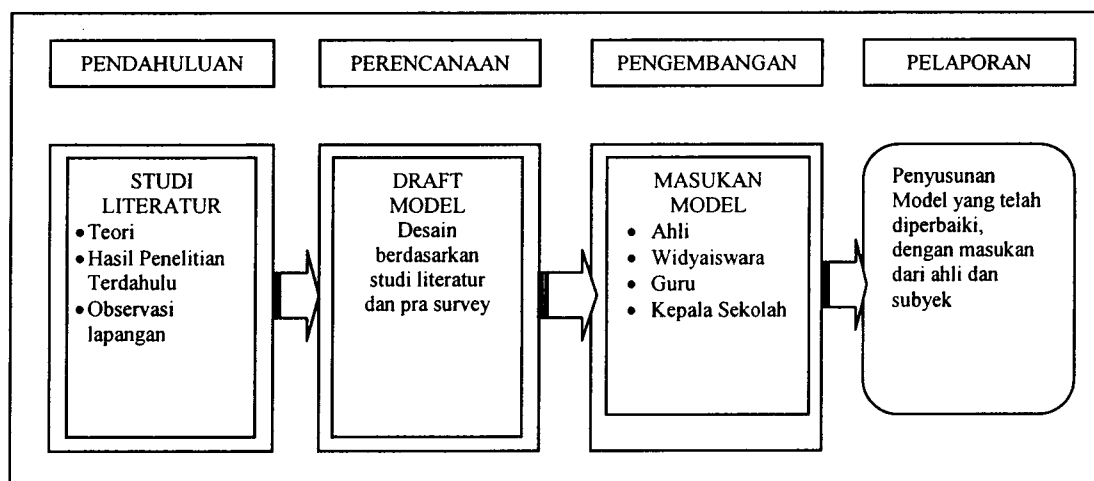 PENDAHULUAN
PERENCANAAN
PENGEMBANGAN
PELAPORAN
STUDI
LITERATUR
• Teori
• Hasil Penelitian
Terdahulu
• Observasi
lapangan
DRAFT
MODEL
Desain
berdasarkan
studi literatur
dan pra survey
MASUKAN
MODEL
• Ahli
• Widyaiswara
• Guru
• Kepala Sekolah
Penyusunan
Model yang telah
diperbaiki,
dengan masukan
dari ahli dan
subyek